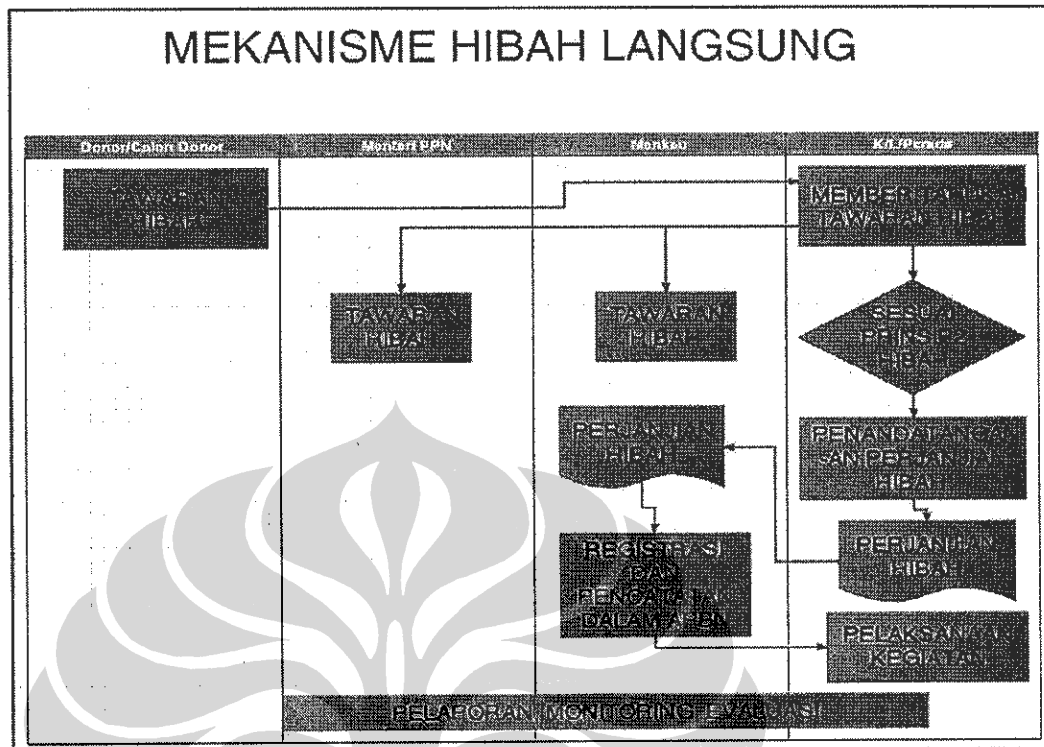 MEKANISME HIBAH LANGSUNG
Donor/Calon Donor
Menteri PPN
Menkeu
K/L/Pemda
TAWARAN
HIBAH
MEMBERITAHUKAN
TAWARAN HIBAH
TAWARAN
HIBAH
TAWARAN
HIBAH
SESUAI
PRINSIP2
HIBAH
PERJANJIAN
HIBAH
PENANDATANGAN
-AN PERJANJIAN
HIBAH
REGISTRASI
DAN
PENCATATAN
DALAM APBN
PERJANJIAN
HIBAH
PELAKSANAAN
KEGIATAN
PELAPORAN MONITORING EVALUASI